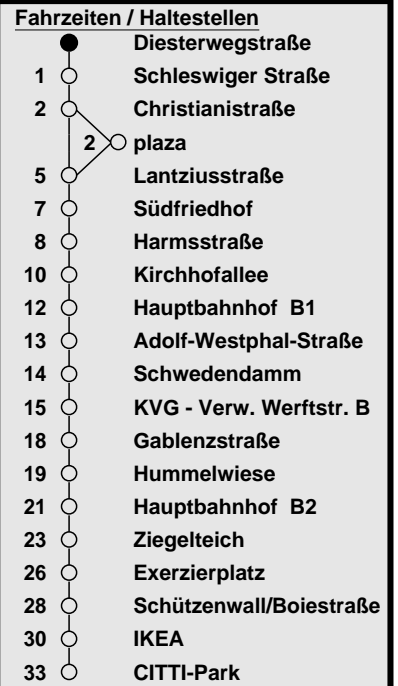 Fahrzeiten / Haltestellen
Diesterwegstraße
1 Schleswiger Straße
2 Christianistraße
2 plaza
5 Lantziusstraße
7 Südfriedhof
8 Harmsstraße
10 Kirchhofallee
12 Hauptbahnhof B1
13 Adolf-Westphal-Straße
14 Schwedendamm
15 KVG - Verw. Werftstr. B
18 Gablenzstraße
19 Hummelwiese
21 Hauptbahnhof B2
23 Ziegelteich
26 Exerzierplatz
28 Schützenwall/Boiestraße
30 IKEA
33 CITTI-Park